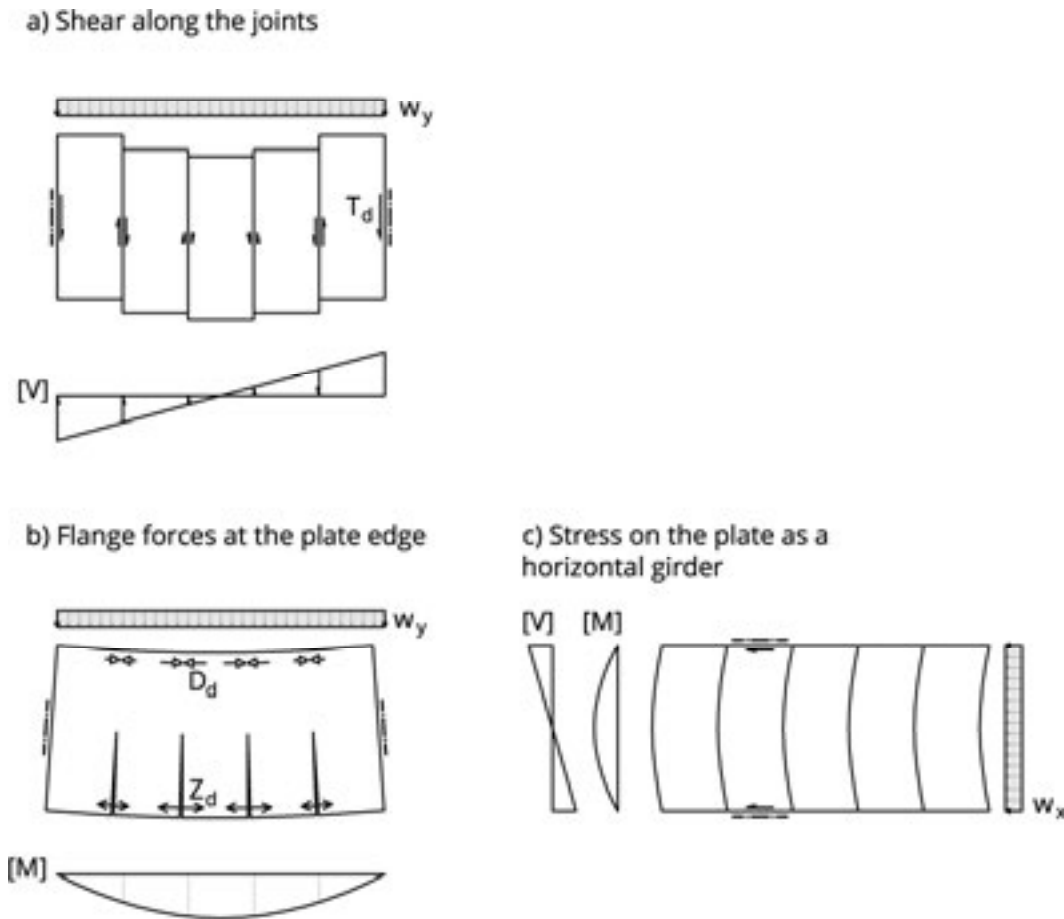 a) Shear along the joints
wy
Td
[V]
b) Flange forces at the plate edge
wy
Dd
Zd
[M]
c) Stress on the plate as a
horizontal girder
[V] [M]
wx